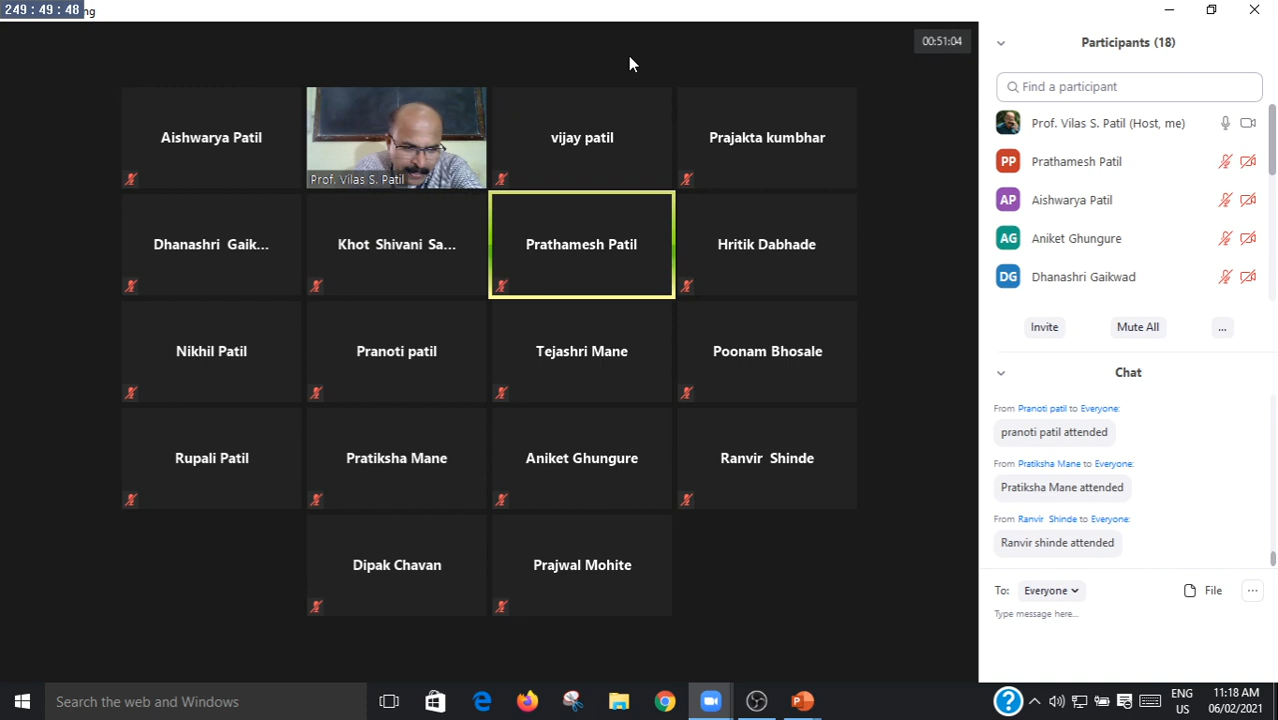 249:49:48 ng
00:51:04
Aishwarya Patil
Prof. Vilas S. Patil
vijay patil
Prajakta kumbhar
Dhanashri Gaik...
Khot Shivani Sa...
Prathamesh Patil
Hritik Dabhade
Nikhil Patil
Pranoti patil
Tejashri Mane
Poonam Bhosale
Rupali Patil
Pratiksha Mane
Aniket Ghungure
Ranvir Shinde
Dipak Chavan
Prajwal Mohite
Participants (18)
Find a participant
Prof. Vilas S. Patil (Host, me)
PP Prathamesh Patil
AP Aishwarya Patil
AG Aniket Ghungure
DG Dhanashri Gaikwad
Invite Mute All ...
Chat
From Pranoti patil to Everyone:
pranoti patil attended
From Pratiksha Mane to Everyone:
Pratiksha Mane attended
From Ranvir Shinde to Everyone:
Ranvir shinde attended
To: Everyone File ...
Type message here...
Search the web and Windows
ENG 11:18 AM
US 06/02/2021